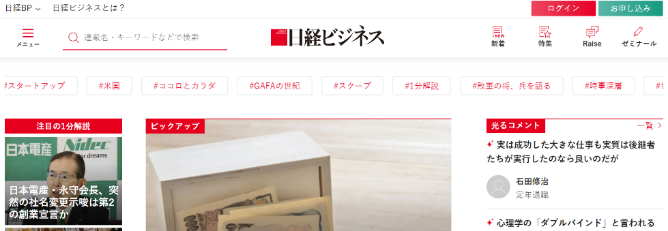 日経BP
日経ビジネスとは?
ログイン
お申し込み
メニュー
連載名・キーワードなどで検索
日経ビジネス
新着
特集
Raise
ゼミナール
#スタートアップ
#米国
#ココロとカラダ
#GAFAの世紀
#スクープ
#1分解説
#敗軍の将、兵を語る
#時事深層
注目の1分解説
日本電産
Nidec
for dreams
日本電産・永守会長、突
然の社名変更示唆は第2
の創業宣言か
ピックアップ
光るコメント
一覧
実は成功した大きな仕事も実質は後継者
たちが実行したのなら良いのだが
石田修治
定年退職
心理学の「ダブルバインド」と言われる